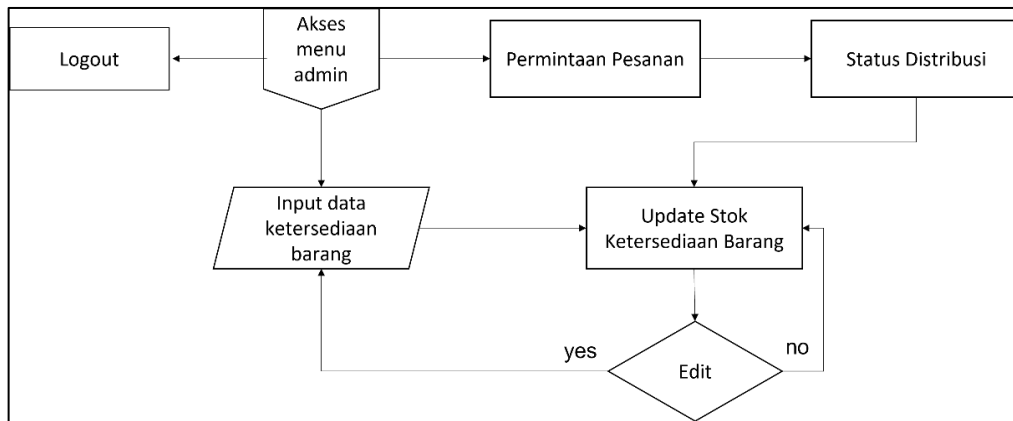 Akses
menu
admin
Logout
Permintaan Pesanan
Status Distribusi
Input data
ketersediaan
barang
Update Stok
Ketersediaan Barang
yes
Edit
no